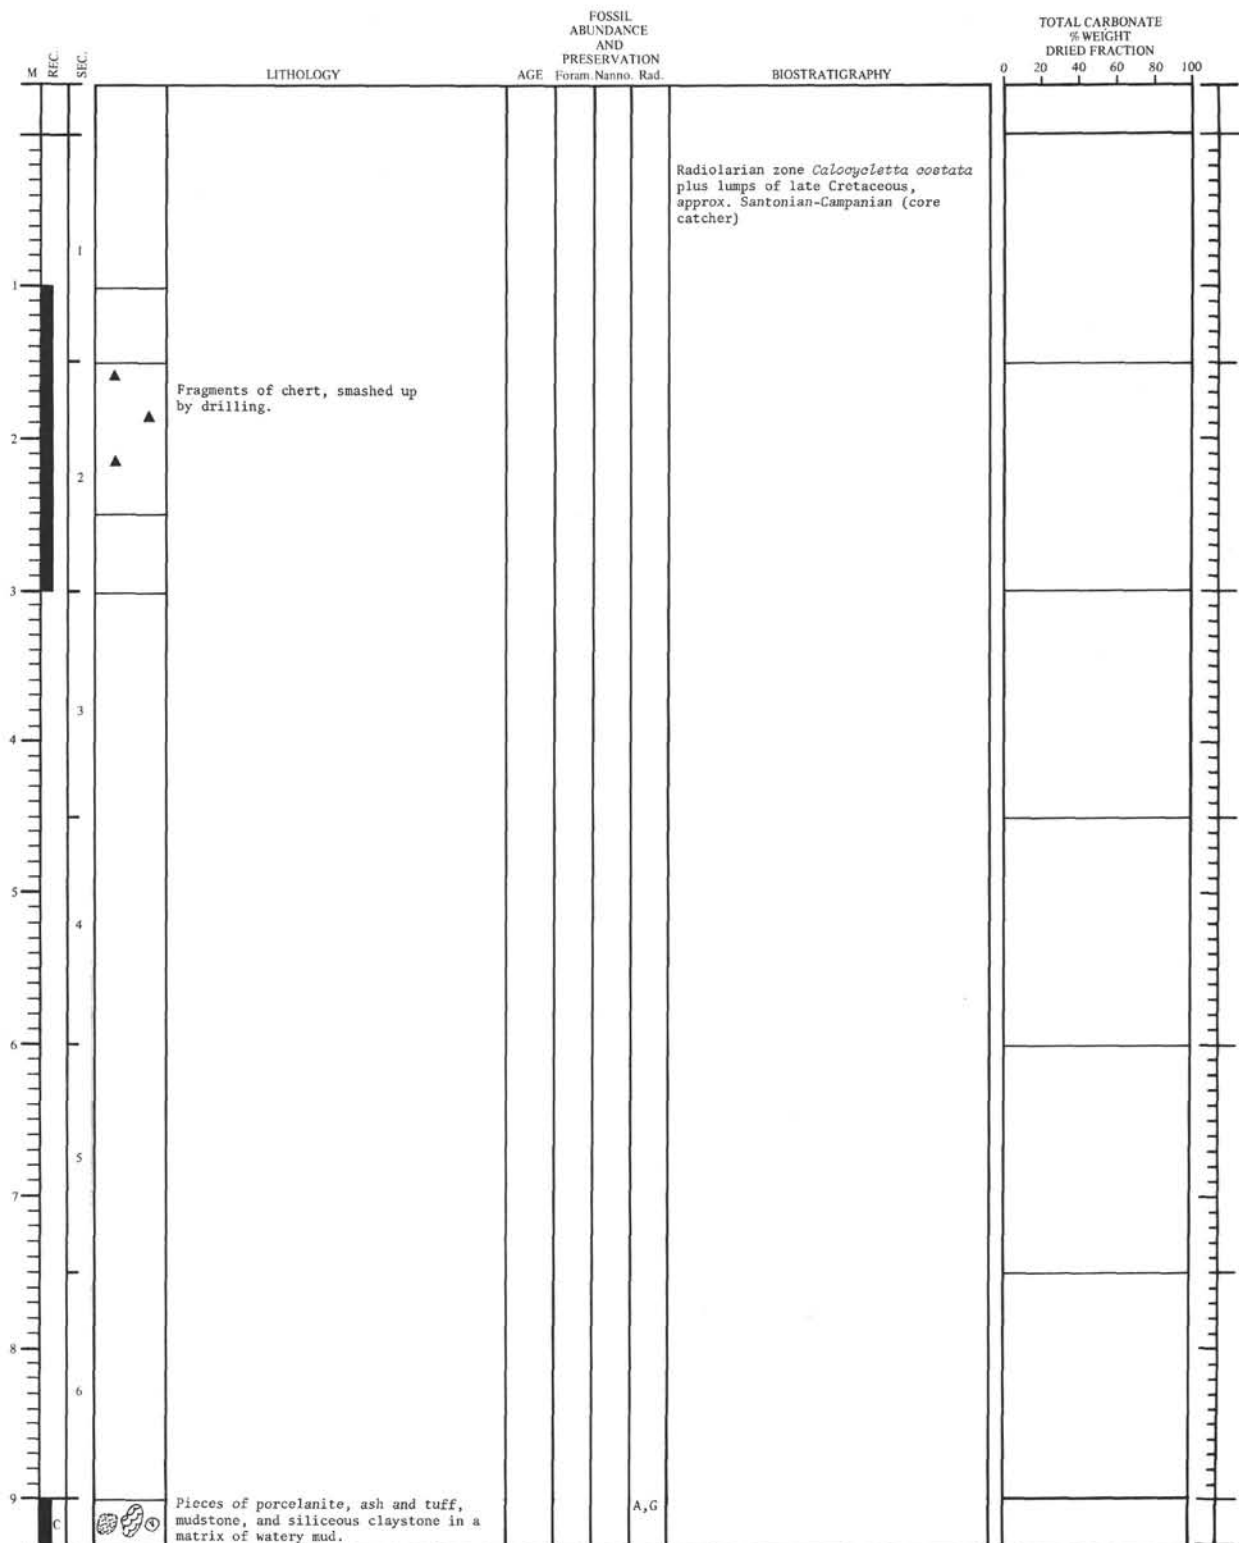 FOSSIL
ABUNDANCE
AND
PRESERVATION
TOTAL CARBONATE
% WEIGHT
DRIED FRACTION
M REC. SEC. LITHOLOGY AGE Foram. Nanno. Rad. BIOSTRATIGRAPHY 0 20 40 60 80 100
Radiolarian zone Calocycletta costata
plus lumps of late Cretaceous,
approx. Santonian-Campanian (core
catcher)
1
1
Fragments of chert, smashed up
by drilling.
2
2
3
3
4
5
4
6
5
7
8
6
9
Pieces of porcelanite, ash and tuff,
mudstone, and siliceous claystone in a
matrix of watery mud.
A,G
C